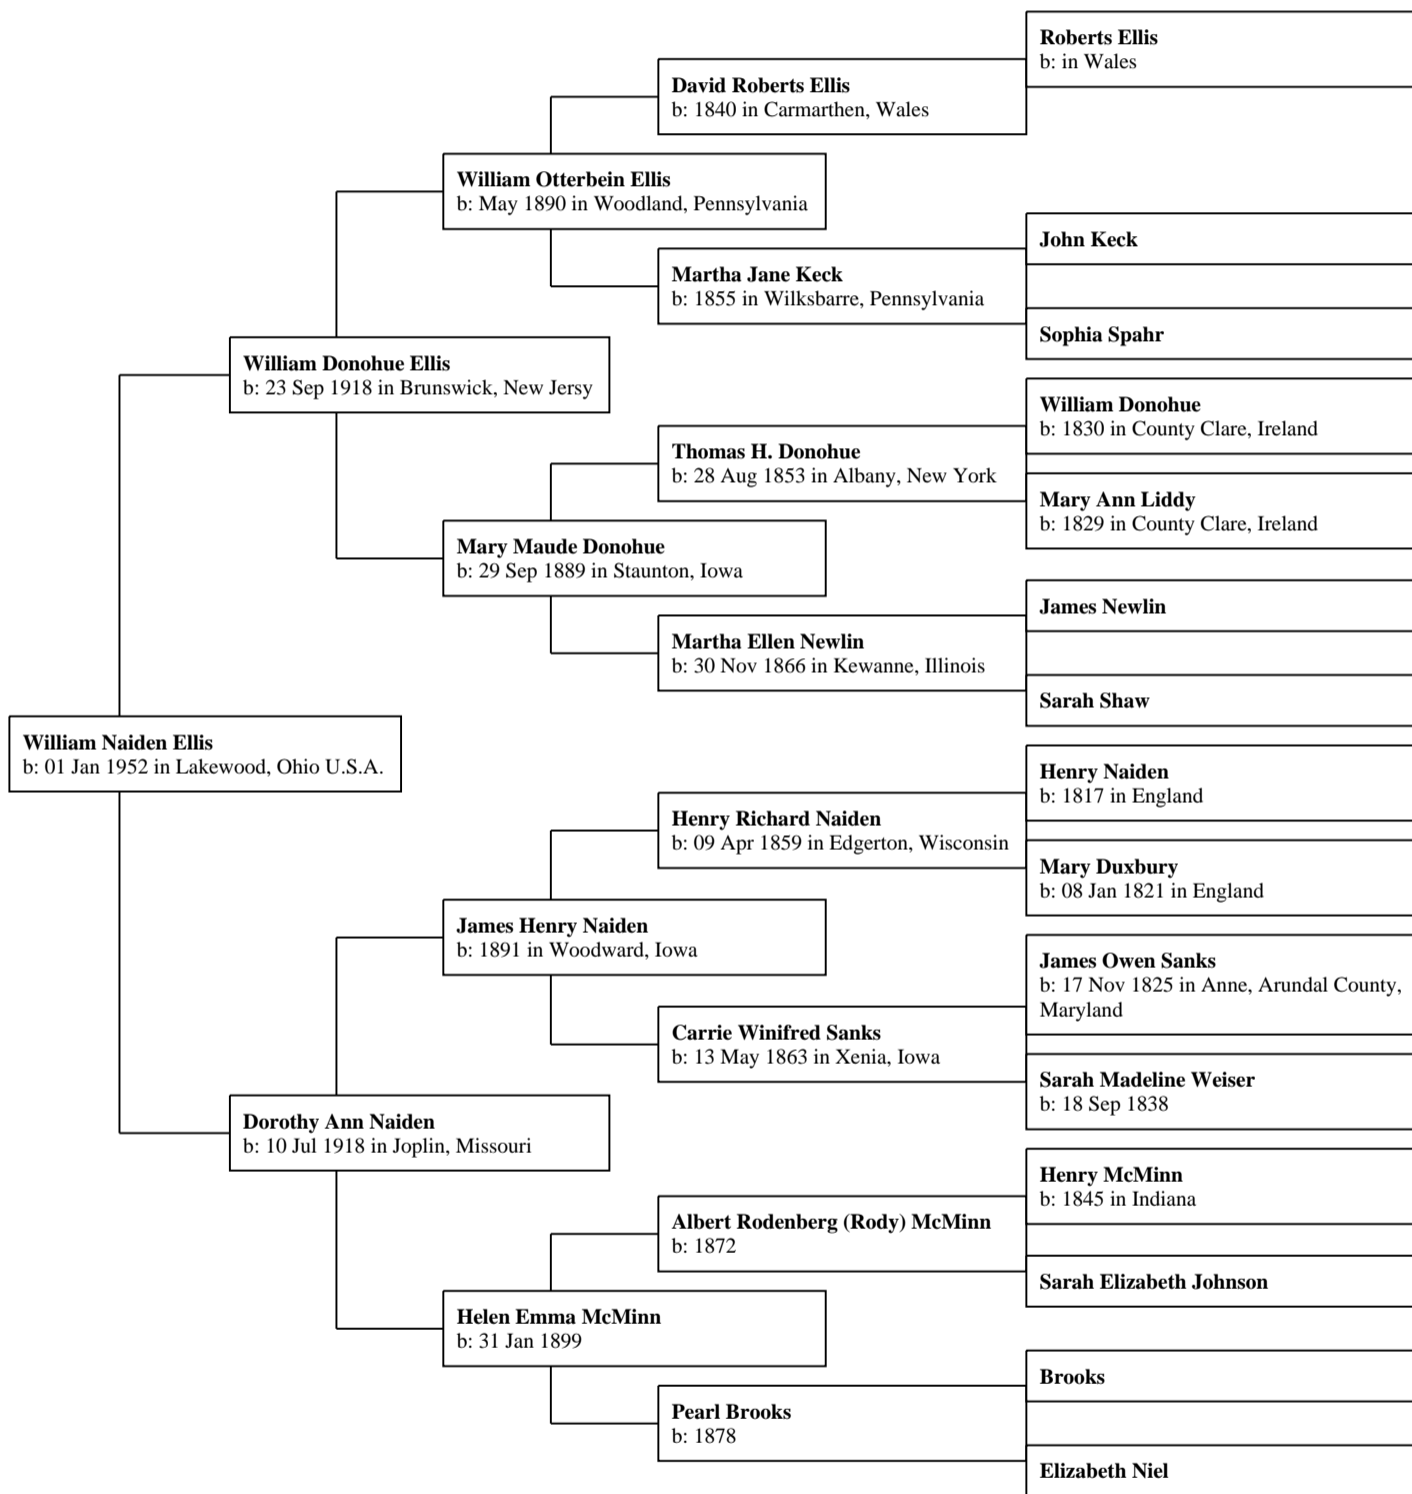 Roberts Ellis
b: in Wales
David Roberts Ellis
b: 1840 in Carmarthen, Wales
William Otterbein Ellis
b: May 1890 in Woodland, Pennsylvania
John Keck
Martha Jane Keck
b: 1855 in Wilksbarre, Pennsylvania
Sophia Spahr
William Donohue Ellis
b: 23 Sep 1918 in Brunswick, New Jersy
William Donohue
b: 1830 in County Clare, Ireland
Thomas H. Donohue
b: 28 Aug 1853 in Albany, New York
Mary Ann Liddy
b: 1829 in County Clare, Ireland
Mary Maude Donohue
b: 29 Sep 1889 in Staunton, Iowa
James Newlin
Martha Ellen Newlin
b: 30 Nov 1866 in Kewanne, Illinois
Sarah Shaw
William Naiden Ellis
b: 01 Jan 1952 in Lakewood, Ohio U.S.A.
Henry Naiden
b: 1817 in England
Henry Richard Naiden
b: 09 Apr 1859 in Edgerton, Wisconsin
Mary Duxbury
b: 08 Jan 1821 in England
James Henry Naiden
b: 1891 in Woodward, Iowa
James Owen Sanks
b: 17 Nov 1825 in Anne, Arundal County,
Maryland
Carrie Winifred Sanks
b: 13 May 1863 in Xenia, Iowa
Sarah Madeline Weiser
b: 18 Sep 1838
Dorothy Ann Naiden
b: 10 Jul 1918 in Joplin, Missouri
Henry McMinn
b: 1845 in Indiana
Albert Rodenberg (Rody) McMinn
b: 1872
Sarah Elizabeth Johnson
Helen Emma McMinn
b: 31 Jan 1899
Brooks
Pearl Brooks
b: 1878
Elizabeth Niel